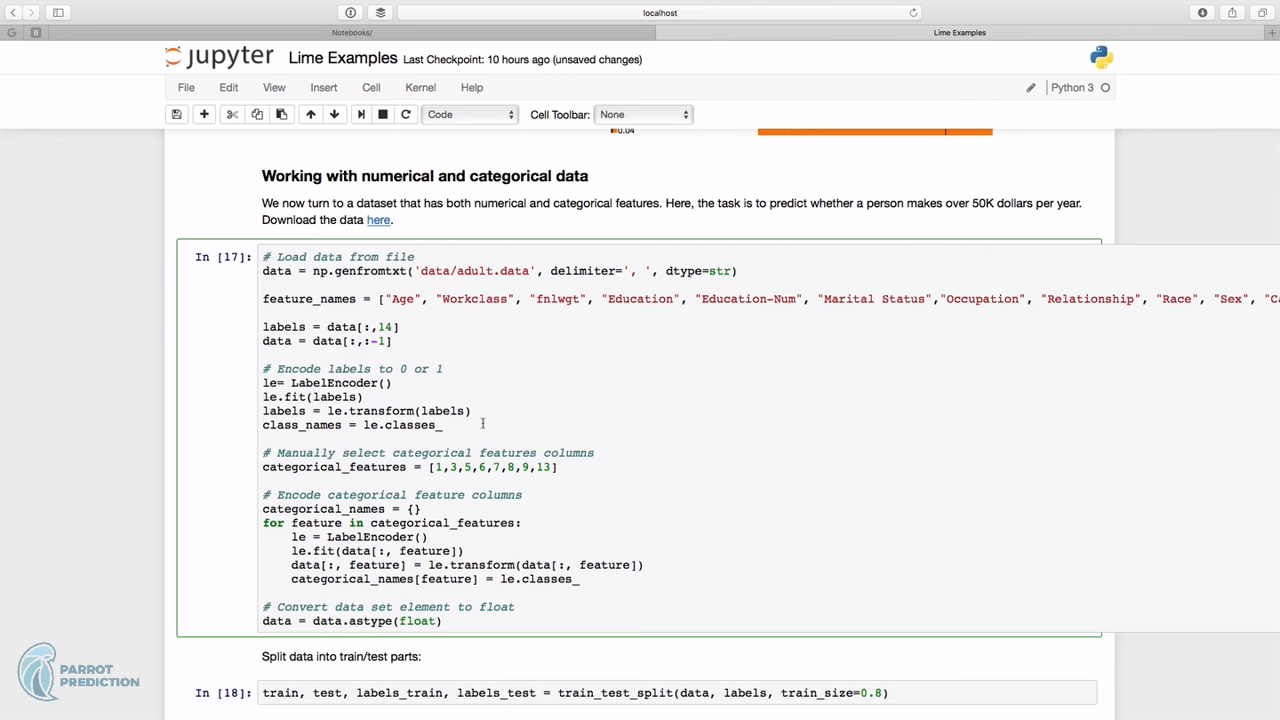 localhost
G B Notebooks/ Lime Examples
jupyter Lime Examples Last Checkpoint: 10 hours ago (unsaved changes)
File Edit View Insert Cell Kernel Help Python 3
Code Cell Toolbar: None
0.04
Working with numerical and categorical data
We now turn to a dataset that has both numerical and categorical features. Here, the task is to predict whether a person makes over 50K dollars per year.
Download the data here.
In [17]: # Load data from file
data = np.genfromtxt('data/adult.data', delimiter=', ', dtype=str)
feature_names = ["Age", "Workclass", "fnlwgt", "Education", "Education-Num", "Marital Status","Occupation", "Relationship", "Race", "Sex", "Ca
labels = data[:,14]
data = data[:,:-1]
# Encode labels to 0 or 1
le= LabelEncoder()
le.fit(labels)
labels = le.transform(labels)
class_names = le.classes_
# Manually select categorical features columns
categorical_features = [1,3,5,6,7,8,9,13]
# Encode categorical feature columns
categorical_names = {}
for feature in categorical_features:
le = LabelEncoder()
le.fit(data[:, feature])
data[:, feature] = le.transform(data[:, feature])
categorical_names[feature] = le.classes_
# Convert data set element to float
data = data.astype(float)
Split data into train/test parts:
In [18]: train, test, labels_train, labels_test = train_test_split(data, labels, train_size=0.8)
PARROT
PREDICTION